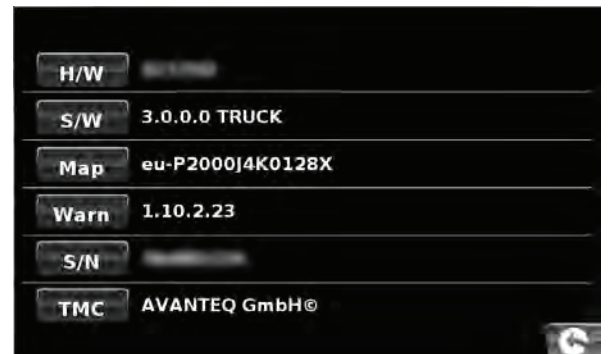 H/W
S/W 3.0.0.0 TRUCK
Map eu-P2000J4K0128X
Warn 1.10.2.23
S/N
TMC AVANTEQ GmbH©